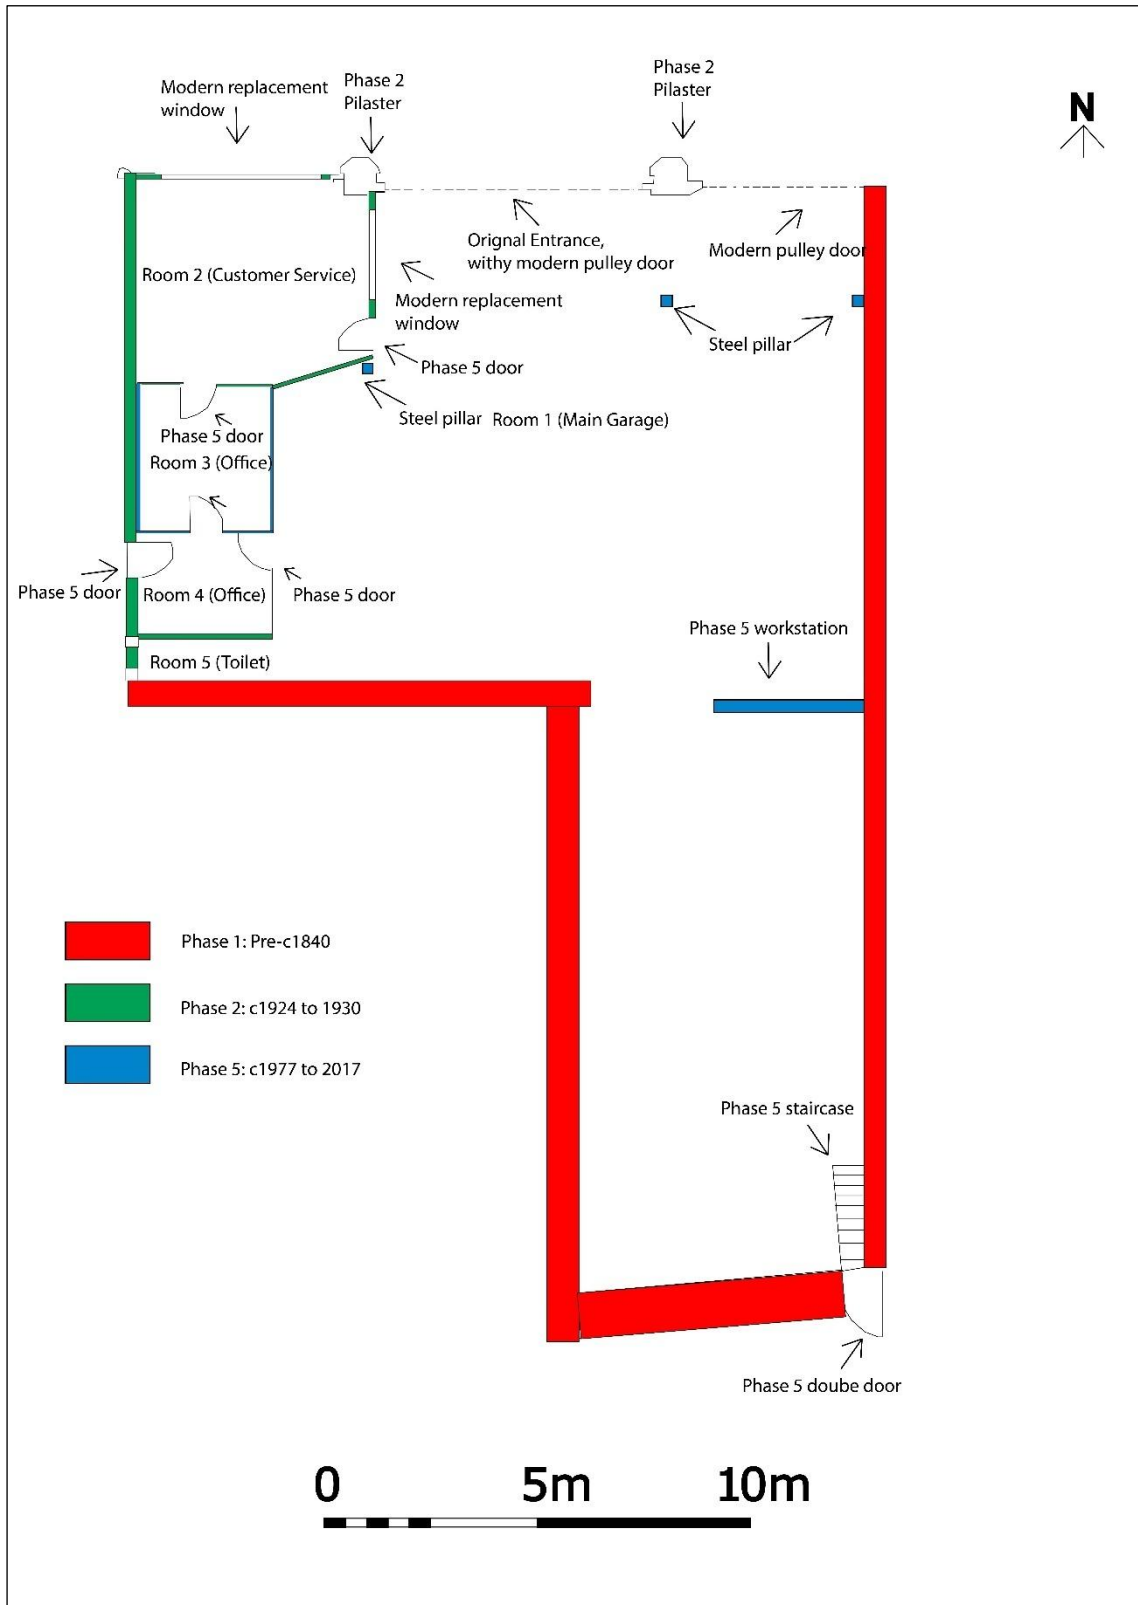 Modern replacement
window
Phase 2
Pilaster
Phase 2
Pilaster
N
Orignal Entrance,
withy modern pulley door
Modern pulley door
Room 2 (Customer Service)
Modern replacement
window
Steel pillar
Phase 5 door
Steel pillar
Room 1 (Main Garage)
Phase 5 door
Room 3 (Office)
Phase 5 door
Room 4 (Office)
Phase 5 door
Phase 5 workstation
Room 5 (Toilet)
Phase 1: Pre-c1840
Phase 2: c1924 to 1930
Phase 5: c1977 to 2017
Phase 5 staircase
Phase 5 doube door
0 5m 10m